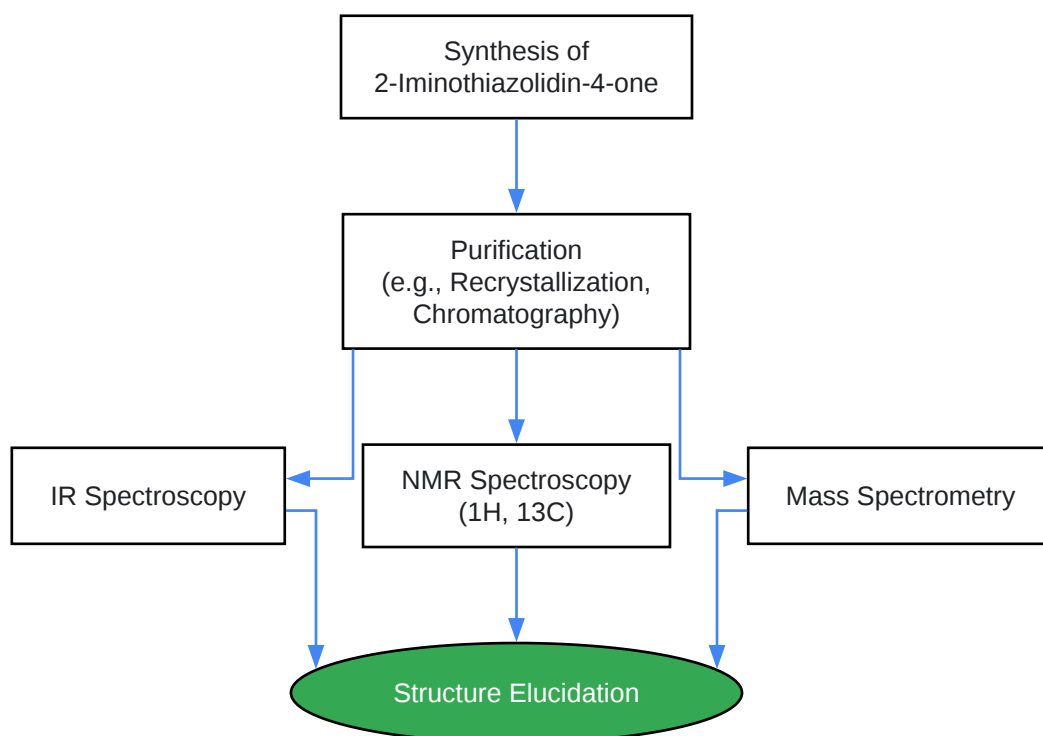 Synthesis of
2-Iminothiazolidin-4-one
Purification
(e.g., Recrystallization,
Chromatography)
IR Spectroscopy
NMR Spectroscopy
(1H, 13C)
Mass Spectrometry
Structure Elucidation